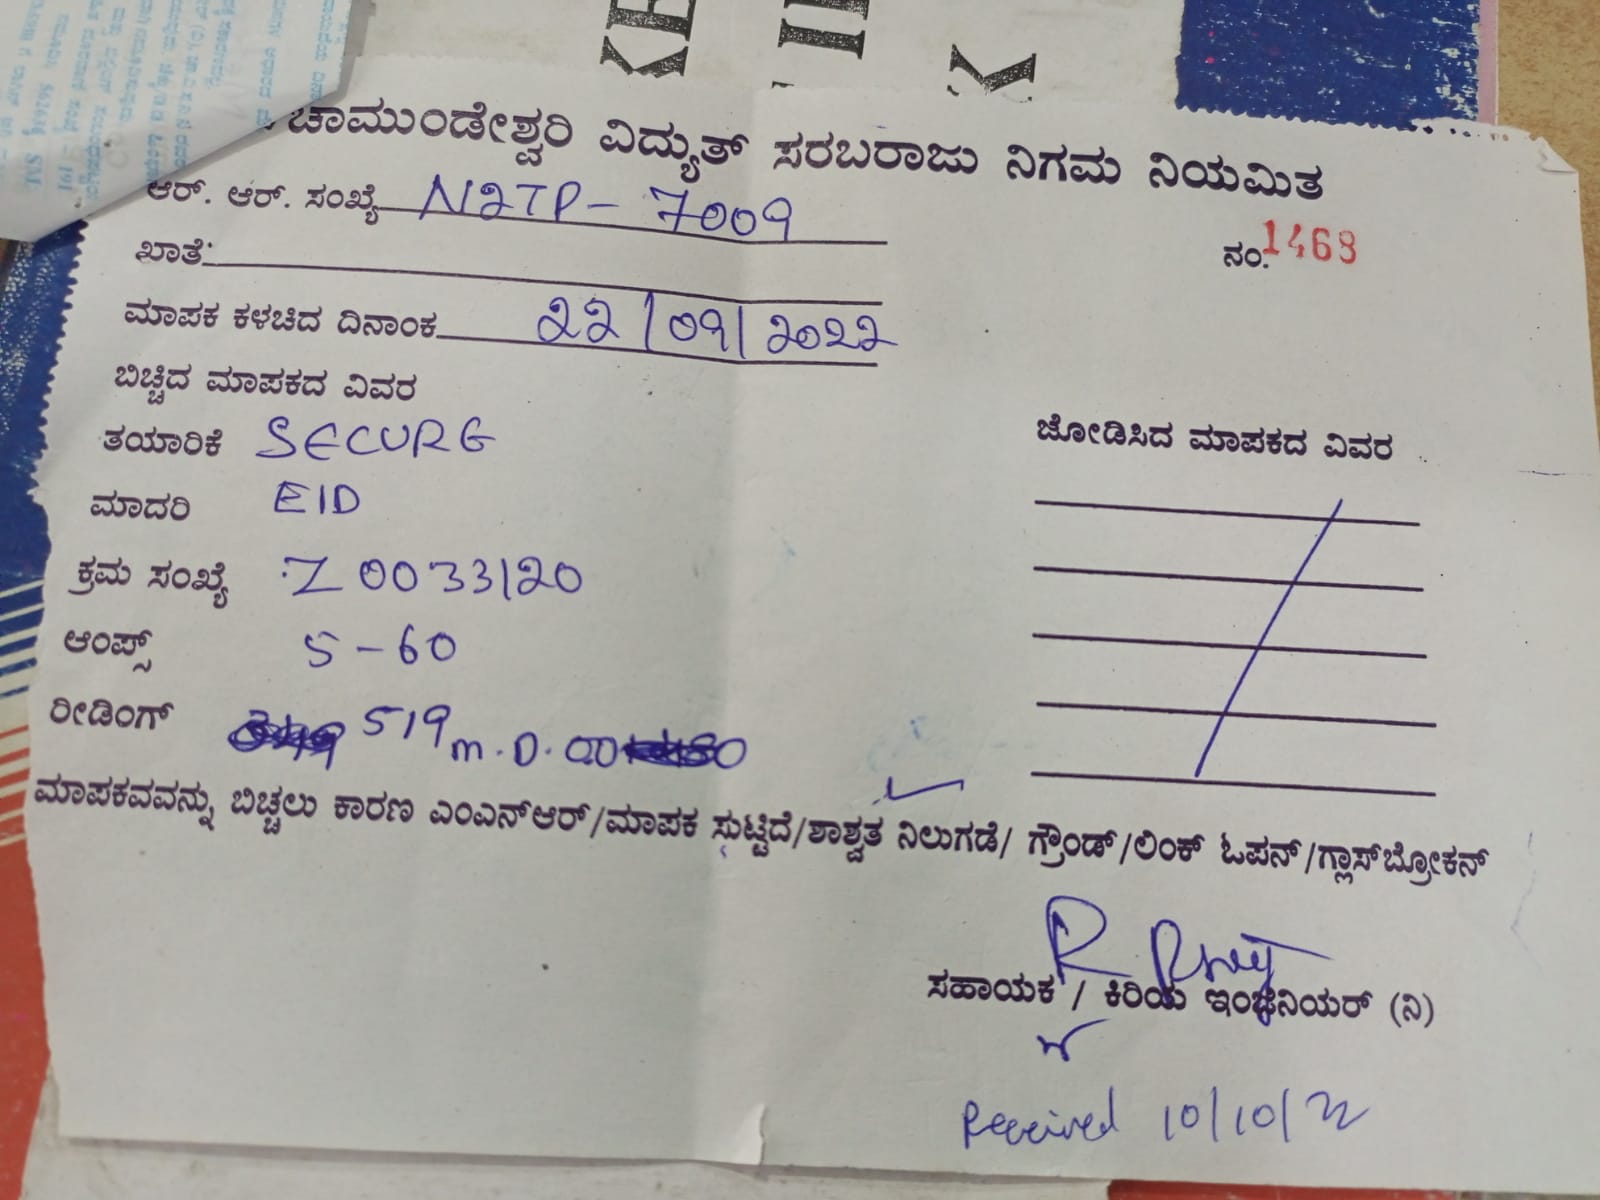 ಚಾಮುಂಡೇಶ್ವರಿ ವಿದ್ಯುತ್ ಸರಬರಾಜು ನಿಗಮ ನಿಯಮಿತ
ಆರ್. ಆರ್. ಸಂಖ್ಯೆ N2TP- 7009
ನಂ. 1468
ಖಾತೆ:
ಮಾಪಕ ಕಳಚಿದ ದಿನಾಂಕ 22/09/2022
ಬಿಚ್ಚಿದ ಮಾಪಕದ ವಿವರ
ಜೋಡಿಸಿದ ಮಾಪಕದ ವಿವರ
ತಯಾರಿಕೆ SECURE
ಮಾದರಿ EID
ಕ್ರಮ ಸಂಖ್ಯೆ Z0033120
ಆಂಪ್ಸ್ 5-60
ರೀಡಿಂಗ್ 519 m.D.00
ಮಾಪಕವವನ್ನು ಬಿಚ್ಚಲು ಕಾರಣ ಎಂಎನ್‌ಆರ್/ಮಾಪಕ ಸುಟ್ಟಿದೆ/ಶಾಶ್ವತ ನಿಲುಗಡೆ/ ಗ್ರೌಂಡ್/ಲಿಂಕ್ ಓಪನ್/ಗ್ಲಾಸ್‌ಬ್ರೋಕನ್
ಸಹಾಯಕ / ಕಿರಿಯ ಇಂಜಿನಿಯರ್ (ನಿ)
Received 10/10/22